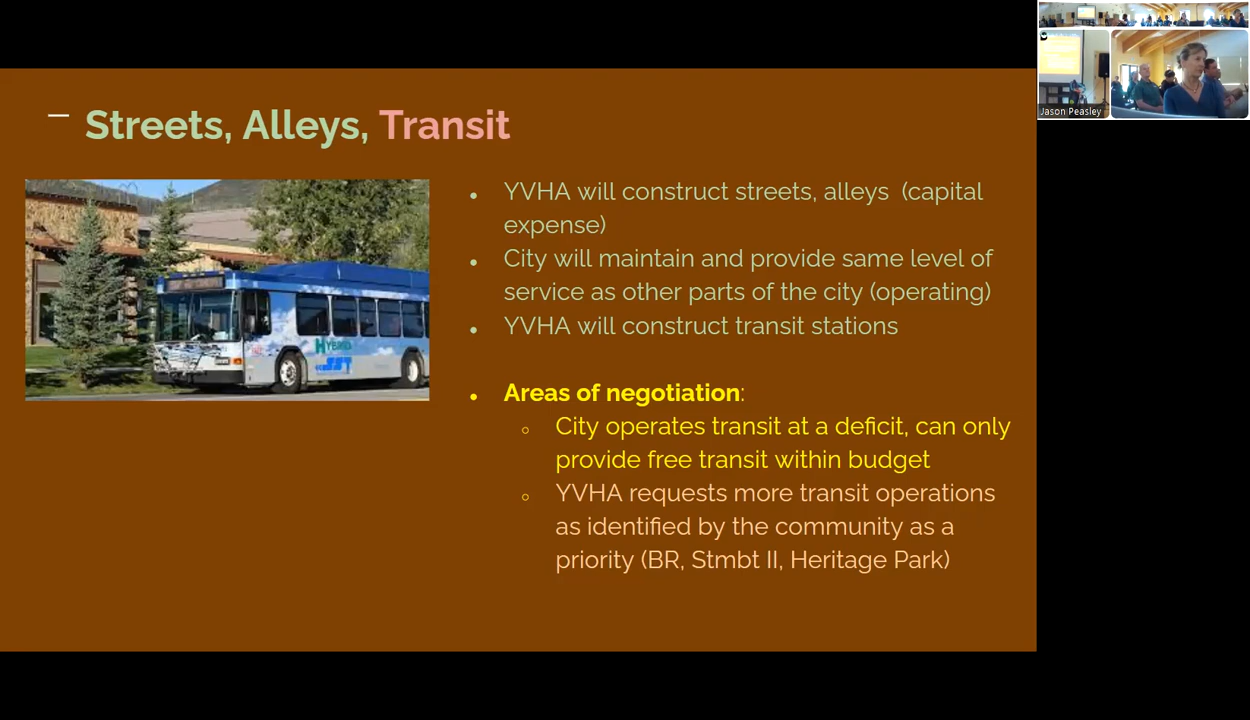 Streets, Alleys, Transit
YVHA will construct streets, alleys (capital
expense)
City will maintain and provide same level of
service as other parts of the city (operating)
YVHA will construct transit stations
Areas of negotiation:
City operates transit at a deficit, can only
provide free transit within budget
YVHA requests more transit operations
as identified by the community as a
priority (BR, Stmbt II, Heritage Park)
HYBRID
SST
Jason Peasley